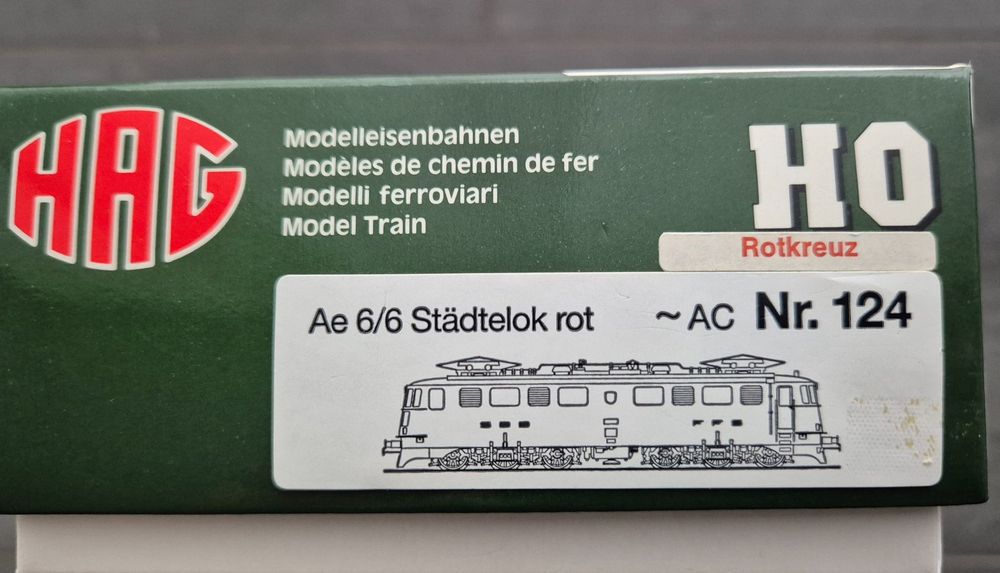 HAG
Modelleisenbahnen
Modèles de chemin de fer
Modelli ferroviari
Model Train
HO
Rotkreuz
Ae 6/6 Städtelok rot ~AC Nr. 124